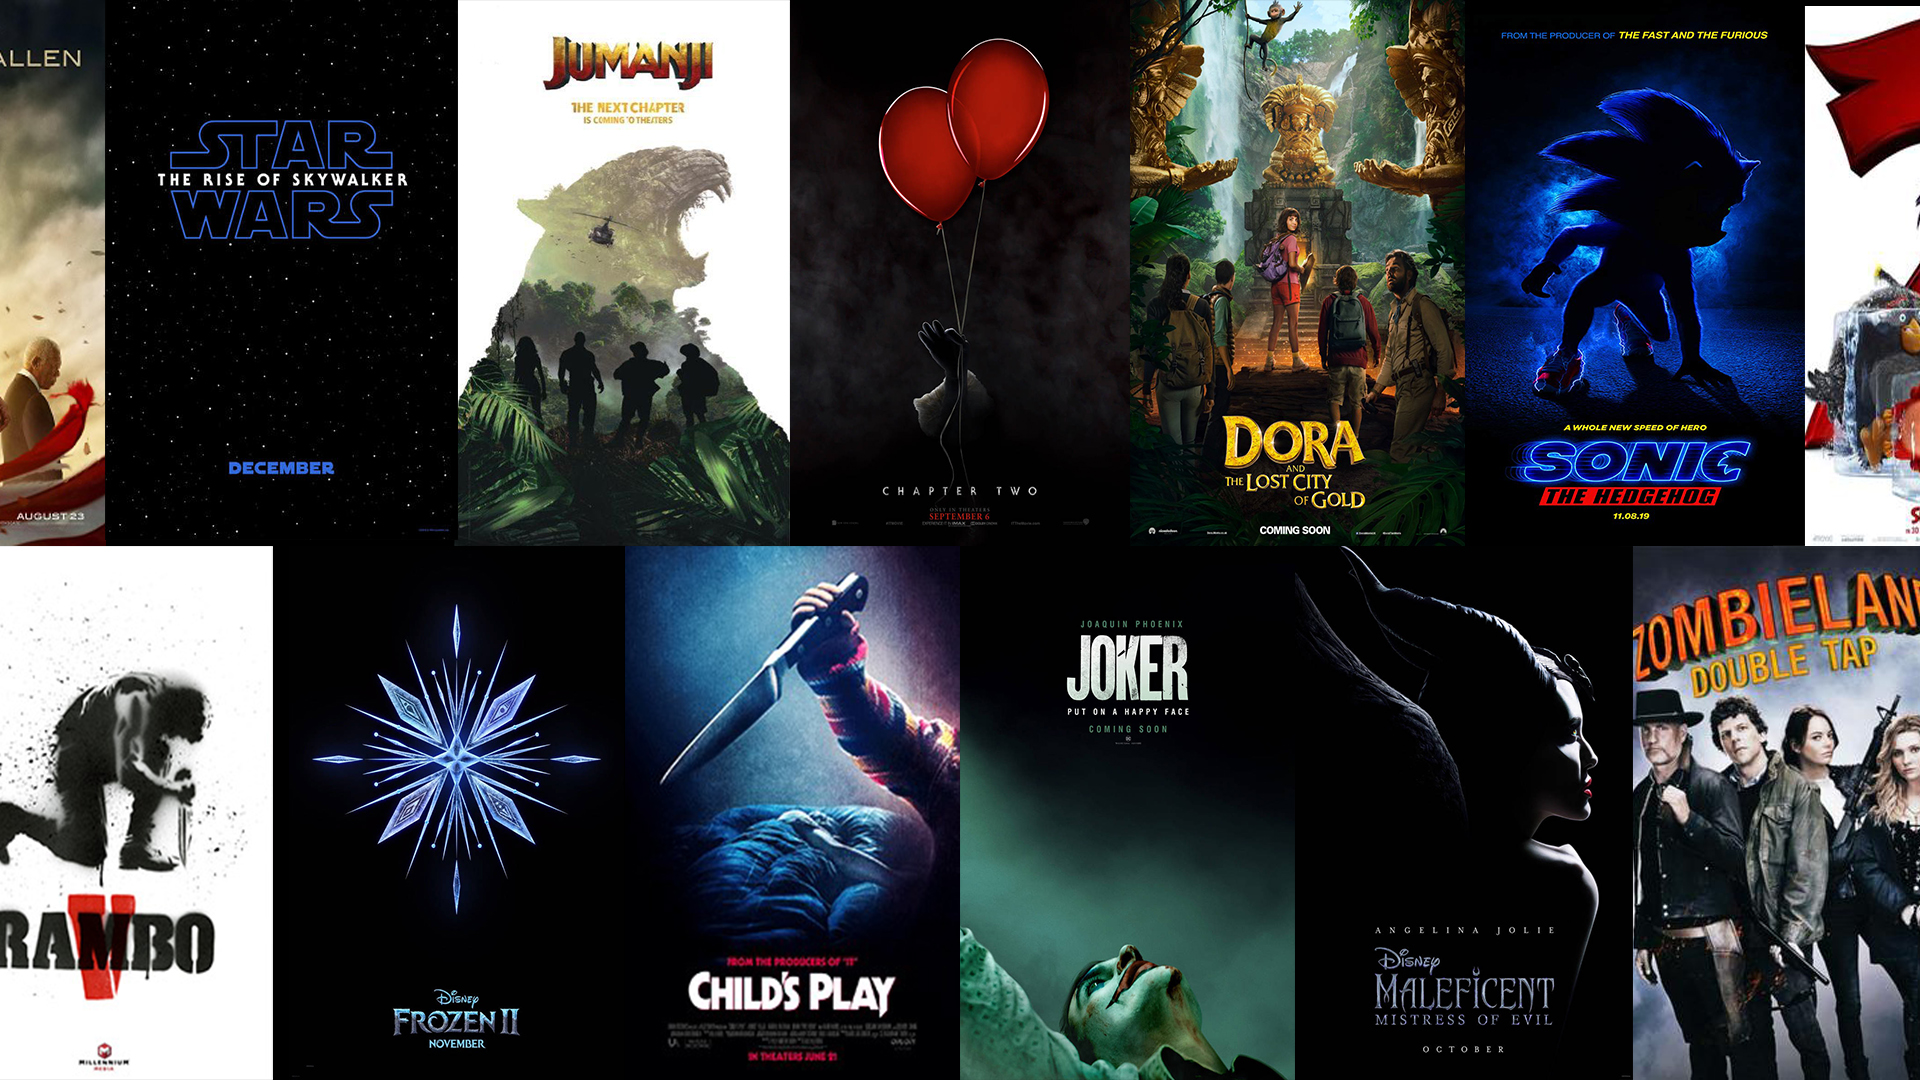 ALLEN
AUGUST 23
STAR
THE RISE OF SKYWALKER
WARS
DECEMBER
JUMANJI
THE NEXT CHAPTER
IS COMING TO THEATERS
CHAPTER TWO
ONLY IN THEATERS
SEPTEMBER 6
DORA
AND
THE LOST CITY
OF GOLD
COMING SOON
FROM THE PRODUCER OF THE FAST AND THE FURIOUS
A WHOLE NEW SPEED OF HERO
SONIC
THE HEDGEHOG
11.08.19
S
RAMBO
V
MILLENNIUM
MEDIA
Disney
FROZEN II
NOVEMBER
FROM THE PRODUCERS OF "IT"
CHILD'S PLAY
IN THEATERS JUNE 21
JOAQUIN PHOENIX
JOKER
PUT ON A HAPPY FACE
COMING SOON
ANGELINA JOLIE
Disney
MALEFICENT
MISTRESS OF EVIL
OCTOBER
ZOMBIELAN
DOUBLE TAP